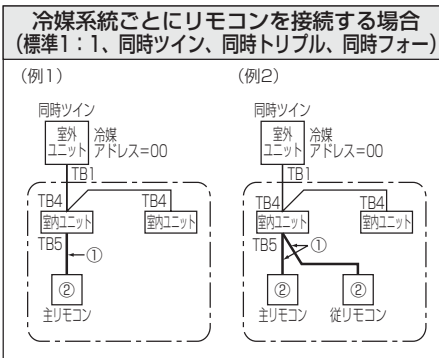 冷媒系統ごとにリモコンを接続する場合
(標準1：1、同時ツイン、同時トリプル、同時フォー)
(例1)
同時ツイン
室外
ユニット
冷媒
アドレス=00
TB1
TB4
TB4
室内ユニット
室内ユニット
TB5
①
②
主リモコン
(例2)
同時ツイン
室外
ユニット
冷媒
アドレス=00
TB1
TB4
TB4
室内ユニット
室内ユニット
TB5
①
②
②
主リモコン
従リモコン